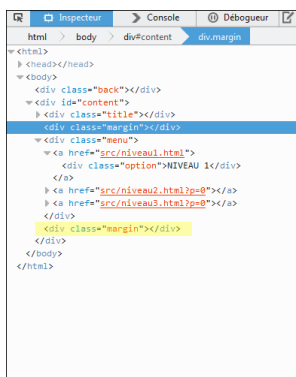 Inspecteur Console Débogueur
html body div#content div.margin
<html>
<head></head>
<body>
<div class="back"></div>
<div id="content">
<div class="title"></div>
<div class="margin"></div>
<div class="menu">
<a href="src/niveau1.html">
<div class="option">NIVEAU 1</div>
</a>
<a href="src/niveau2.html?p=0"></a>
<a href="src/niveau3.html?p=0"></a>
</div>
<div class="margin"></div>
</div>
</body>
</html>